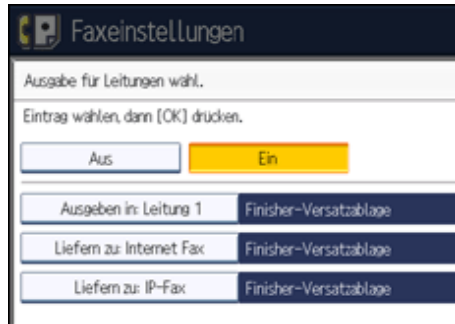 Faxeinstellungen
Ausgabe für Leitungen wähl.
Eintrag wählen, dann [OK] drücken.
Aus Ein
Ausgeben in: Leitung 1 Finisher-Versatzablage
Liefern zu: Internet Fax Finisher-Versatzablage
Liefern zu: IP-Fax Finisher-Versatzablage